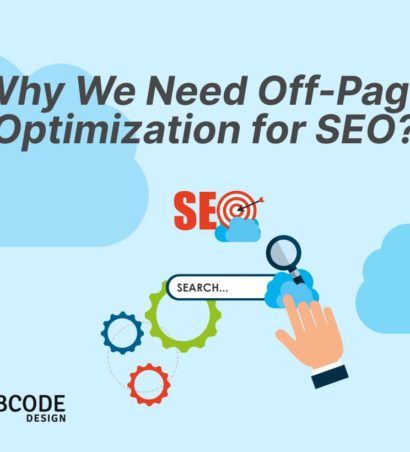 Why We Need Off-Pag
Optimization for SEO?
SEO
SEARCH...
BCODE
DESIGN